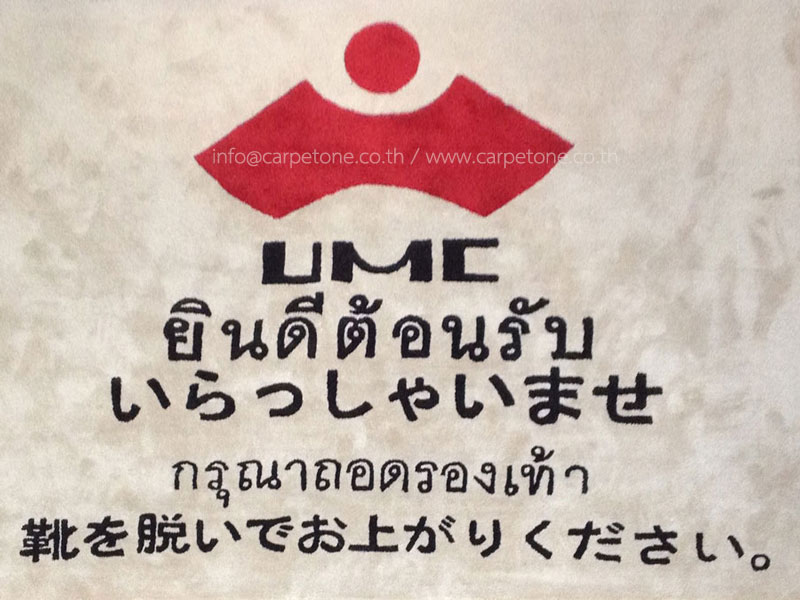 info@carpetone.co.th / www.carpetone.co.th
UMC
ยินดีต้อนรับ
いらっしゃいませ
กรุณาถอดรองเท้า
靴を脱いでお上がりください。